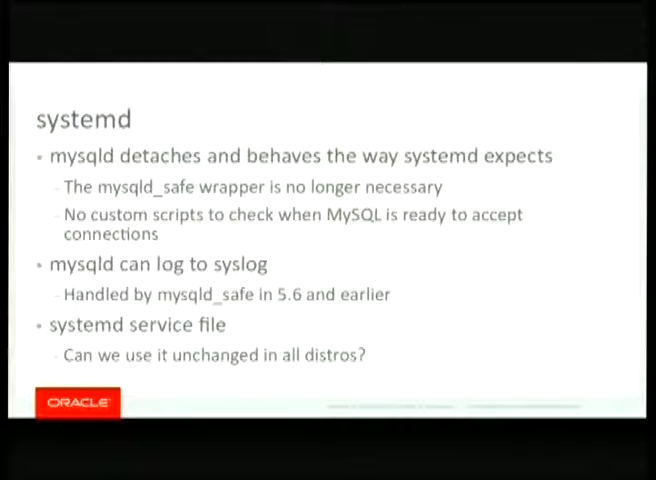 systemd
• mysqld detaches and behaves the way systemd expects
– The mysqld_safe wrapper is no longer necessary
– No custom scripts to check when MySQL is ready to accept
connections
• mysqld can log to syslog
– Handled by mysqld_safe in 5.6 and earlier
• systemd service file
– Can we use it unchanged in all distros?
ORACLE